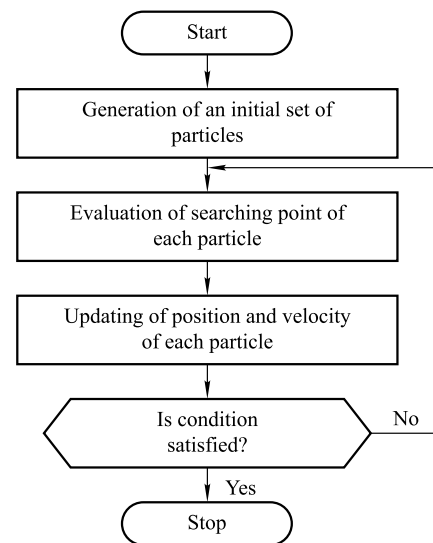 Start
Generation of an initial set of
particles
Evaluation of searching point of
each particle
Updating of position and velocity
of each particle
Is condition
satisfied?
No
Yes
Stop